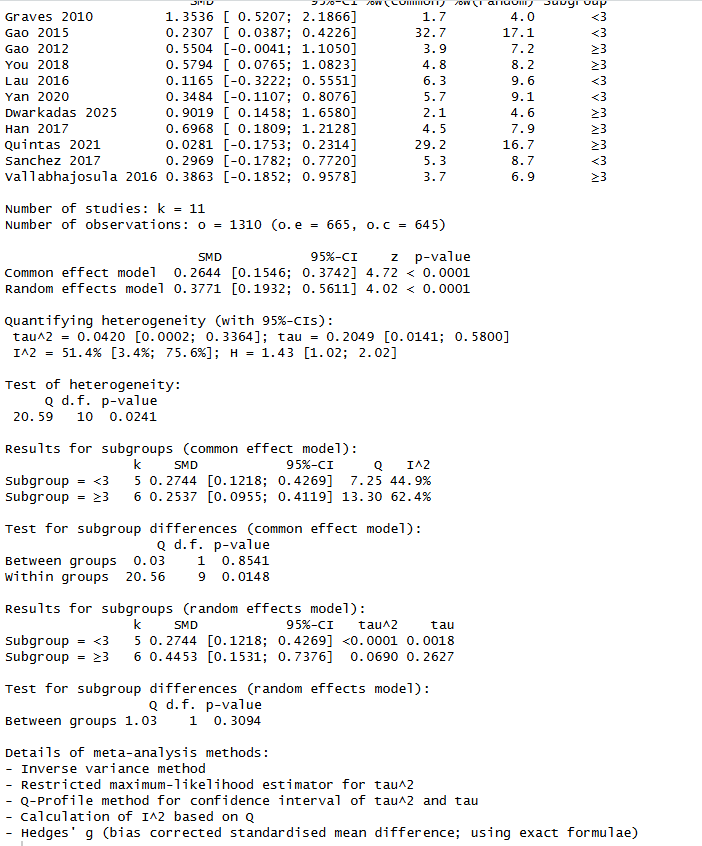 SMD 95%-CI %W(common) %W(random) Subgroup
Graves 2010 1.3536 [ 0.5207; 2.1866] 1.7 4.0 <3
Gao 2015 0.2307 [ 0.0387; 0.4226] 32.7 17.1 <3
Gao 2012 0.5504 [-0.0041; 1.1050] 3.9 7.2 ≥3
You 2018 0.5794 [ 0.0765; 1.0823] 4.8 8.2 ≥3
Lau 2016 0.1165 [-0.3222; 0.5551] 6.3 9.6 <3
Yan 2020 0.3484 [-0.1107; 0.8076] 5.7 9.1 <3
Dwarkadas 2025 0.9019 [ 0.1458; 1.6580] 2.1 4.6 ≥3
Han 2017 0.6968 [ 0.1809; 1.2128] 4.5 7.9 ≥3
Quintas 2021 0.0281 [-0.1753; 0.2314] 29.2 16.7 ≥3
Sanchez 2017 0.2969 [-0.1782; 0.7720] 5.3 8.7 <3
Vallabhajosula 2016 0.3863 [-0.1852; 0.9578] 3.7 6.9 ≥3
Number of studies: k = 11
Number of observations: o = 1310 (o.e = 665, o.c = 645)
SMD 95%-CI z p-value
Common effect model 0.2644 [0.1546; 0.3742] 4.72 < 0.0001
Random effects model 0.3771 [0.1932; 0.5611] 4.02 < 0.0001
Quantifying heterogeneity (with 95%-CIs):
tau^2 = 0.0420 [0.0002; 0.3364]; tau = 0.2049 [0.0141; 0.5800]
I^2 = 51.4% [3.4%; 75.6%]; H = 1.43 [1.02; 2.02]
Test of heterogeneity:
Q d.f. p-value
20.59 10 0.0241
Results for subgroups (common effect model):
k SMD 95%-CI Q I^2
Subgroup = <3 5 0.2744 [0.1218; 0.4269] 7.25 44.9%
Subgroup = ≥3 6 0.2537 [0.0955; 0.4119] 13.30 62.4%
Test for subgroup differences (common effect model):
Q d.f. p-value
Between groups 0.03 1 0.8541
Within groups 20.56 9 0.0148
Results for subgroups (random effects model):
k SMD 95%-CI tau^2 tau
Subgroup = <3 5 0.2744 [0.1218; 0.4269] <0.0001 0.0018
Subgroup = ≥3 6 0.4453 [0.1531; 0.7376] 0.0690 0.2627
Test for subgroup differences (random effects model):
Q d.f. p-value
Between groups 1.03 1 0.3094
Details of meta-analysis methods:
- Inverse variance method
- Restricted maximum-likelihood estimator for tau^2
- Q-Profile method for confidence interval of tau^2 and tau
- Calculation of I^2 based on Q
- Hedges' g (bias corrected standardised mean difference; using exact formulae)